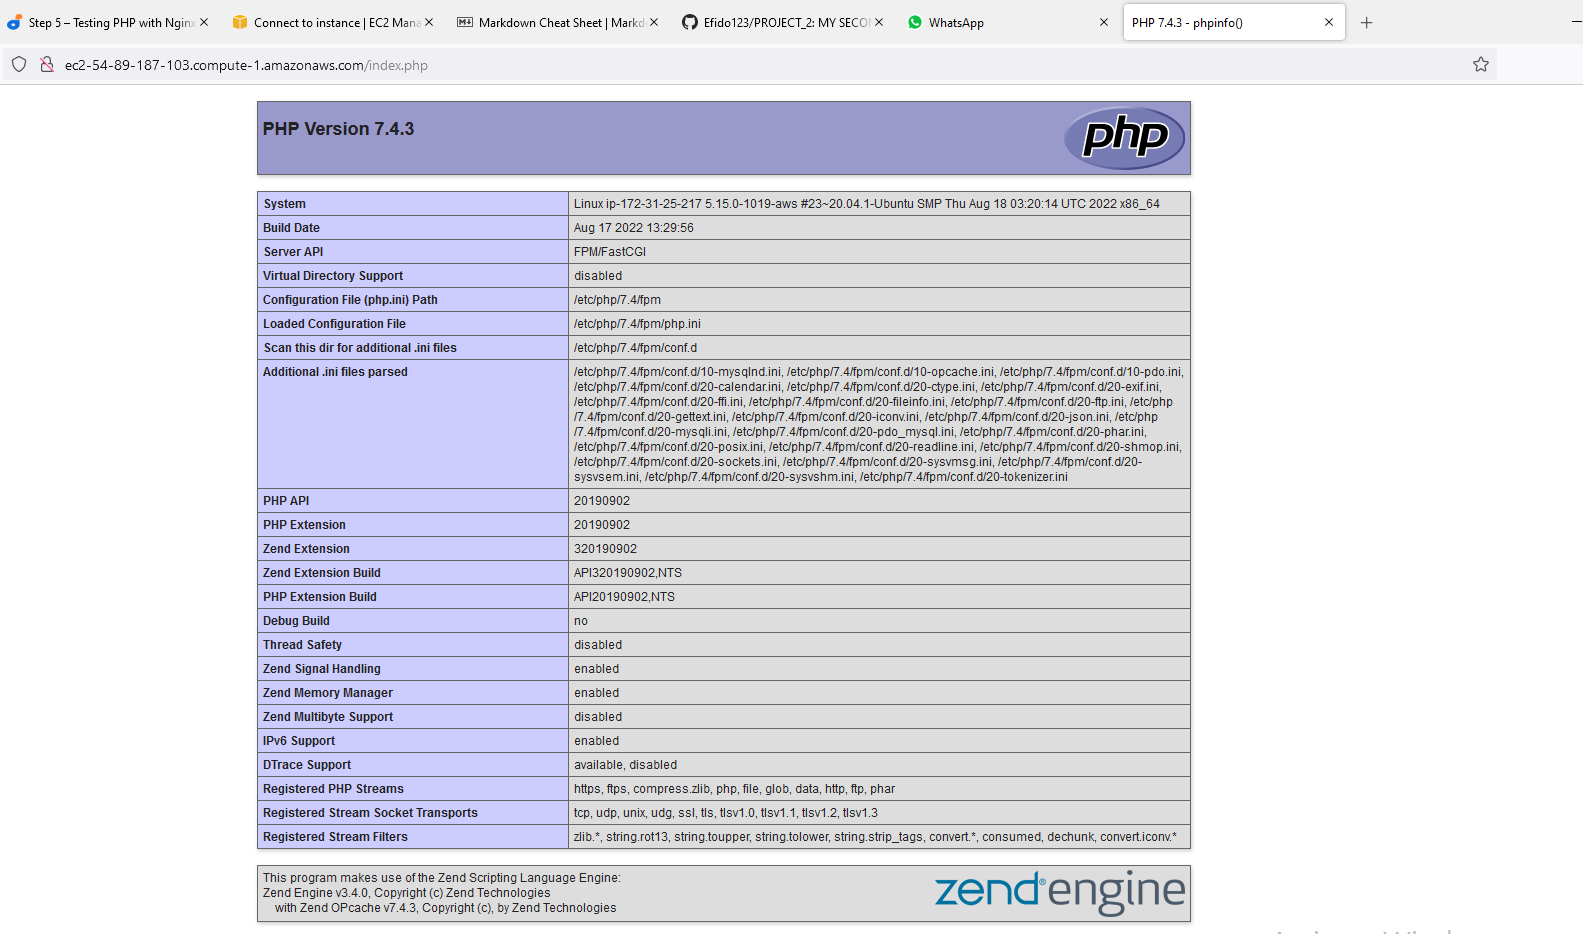 Step 5 – Testing PHP with Nginx
Connect to instance | EC2 Mana
Markdown Cheat Sheet | Markd
Efido123/PROJECT_2: MY SECO
WhatsApp
PHP 7.4.3 - phpinfo()
ec2-54-89-187-103.compute-1.amazonaws.com/index.php
PHP Version 7.4.3
php
System Linux ip-172-31-25-217 5.15.0-1019-aws #23~20.04.1-Ubuntu SMP Thu Aug 18 03:20:14 UTC 2022 x86_64
Build Date Aug 17 2022 13:29:56
Server API FPM/FastCGI
Virtual Directory Support disabled
Configuration File (php.ini) Path /etc/php/7.4/fpm
Loaded Configuration File /etc/php/7.4/fpm/php.ini
Scan this dir for additional .ini files /etc/php/7.4/fpm/conf.d
Additional .ini files parsed /etc/php/7.4/fpm/conf.d/10-mysqlnd.ini, /etc/php/7.4/fpm/conf.d/10-opcache.ini, /etc/php/7.4/fpm/conf.d/10-pdo.ini,
/etc/php/7.4/fpm/conf.d/20-calendar.ini, /etc/php/7.4/fpm/conf.d/20-ctype.ini, /etc/php/7.4/fpm/conf.d/20-exif.ini,
/etc/php/7.4/fpm/conf.d/20-ffi.ini, /etc/php/7.4/fpm/conf.d/20-fileinfo.ini, /etc/php/7.4/fpm/conf.d/20-ftp.ini, /etc/php
/7.4/fpm/conf.d/20-gettext.ini, /etc/php/7.4/fpm/conf.d/20-iconv.ini, /etc/php/7.4/fpm/conf.d/20-json.ini, /etc/php
/7.4/fpm/conf.d/20-mysqli.ini, /etc/php/7.4/fpm/conf.d/20-pdo_mysql.ini, /etc/php/7.4/fpm/conf.d/20-phar.ini,
/etc/php/7.4/fpm/conf.d/20-posix.ini, /etc/php/7.4/fpm/conf.d/20-readline.ini, /etc/php/7.4/fpm/conf.d/20-shmop.ini,
/etc/php/7.4/fpm/conf.d/20-sockets.ini, /etc/php/7.4/fpm/conf.d/20-sysvmsg.ini, /etc/php/7.4/fpm/conf.d/20-
sysvsem.ini, /etc/php/7.4/fpm/conf.d/20-sysvshm.ini, /etc/php/7.4/fpm/conf.d/20-tokenizer.ini
PHP API 20190902
PHP Extension 20190902
Zend Extension 320190902
Zend Extension Build API320190902,NTS
PHP Extension Build API20190902,NTS
Debug Build no
Thread Safety disabled
Zend Signal Handling enabled
Zend Memory Manager enabled
Zend Multibyte Support disabled
IPv6 Support enabled
DTrace Support available, disabled
Registered PHP Streams https, ftps, compress.zlib, php, file, glob, data, http, ftp, phar
Registered Stream Socket Transports tcp, udp, unix, udg, ssl, tls, tlsv1.0, tlsv1.1, tlsv1.2, tlsv1.3
Registered Stream Filters zlib.*, string.rot13, string.toupper, string.tolower, string.strip_tags, convert.*, consumed, dechunk, convert.iconv.*
This program makes use of the Zend Scripting Language Engine:
Zend Engine v3.4.0, Copyright (c) Zend Technologies
with Zend OPcache v7.4.3, Copyright (c), by Zend Technologies
zend® engine